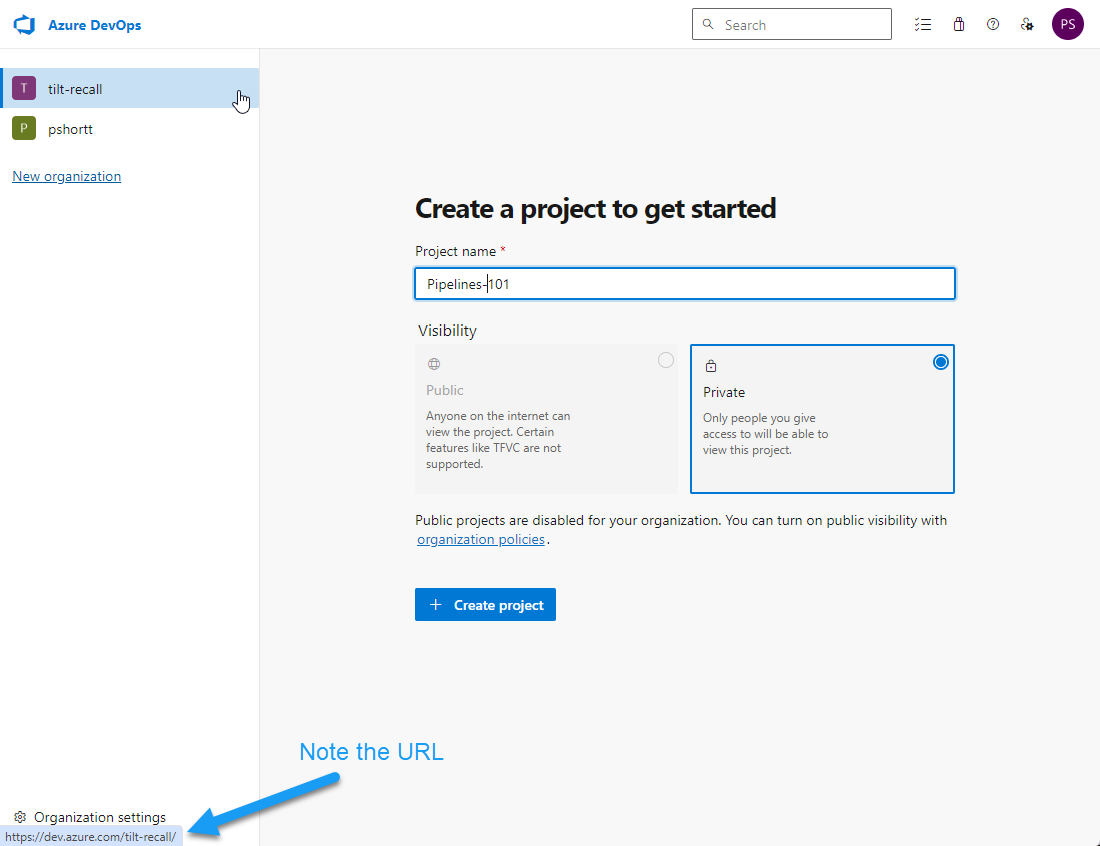 Azure DevOps
Search
PS
T
tilt-recall
P
pshortt
New organization
Create a project to get started
Project name *
Pipelines-101
Visibility
Public
Anyone on the internet can
view the project. Certain
features like TFVC are not
supported.
Private
Only people you give
access to will be able to
view this project.
Public projects are disabled for your organization. You can turn on public visibility with
organization policies.
+ Create project
Note the URL
Organization settings
https://dev.azure.com/tilt-recall/